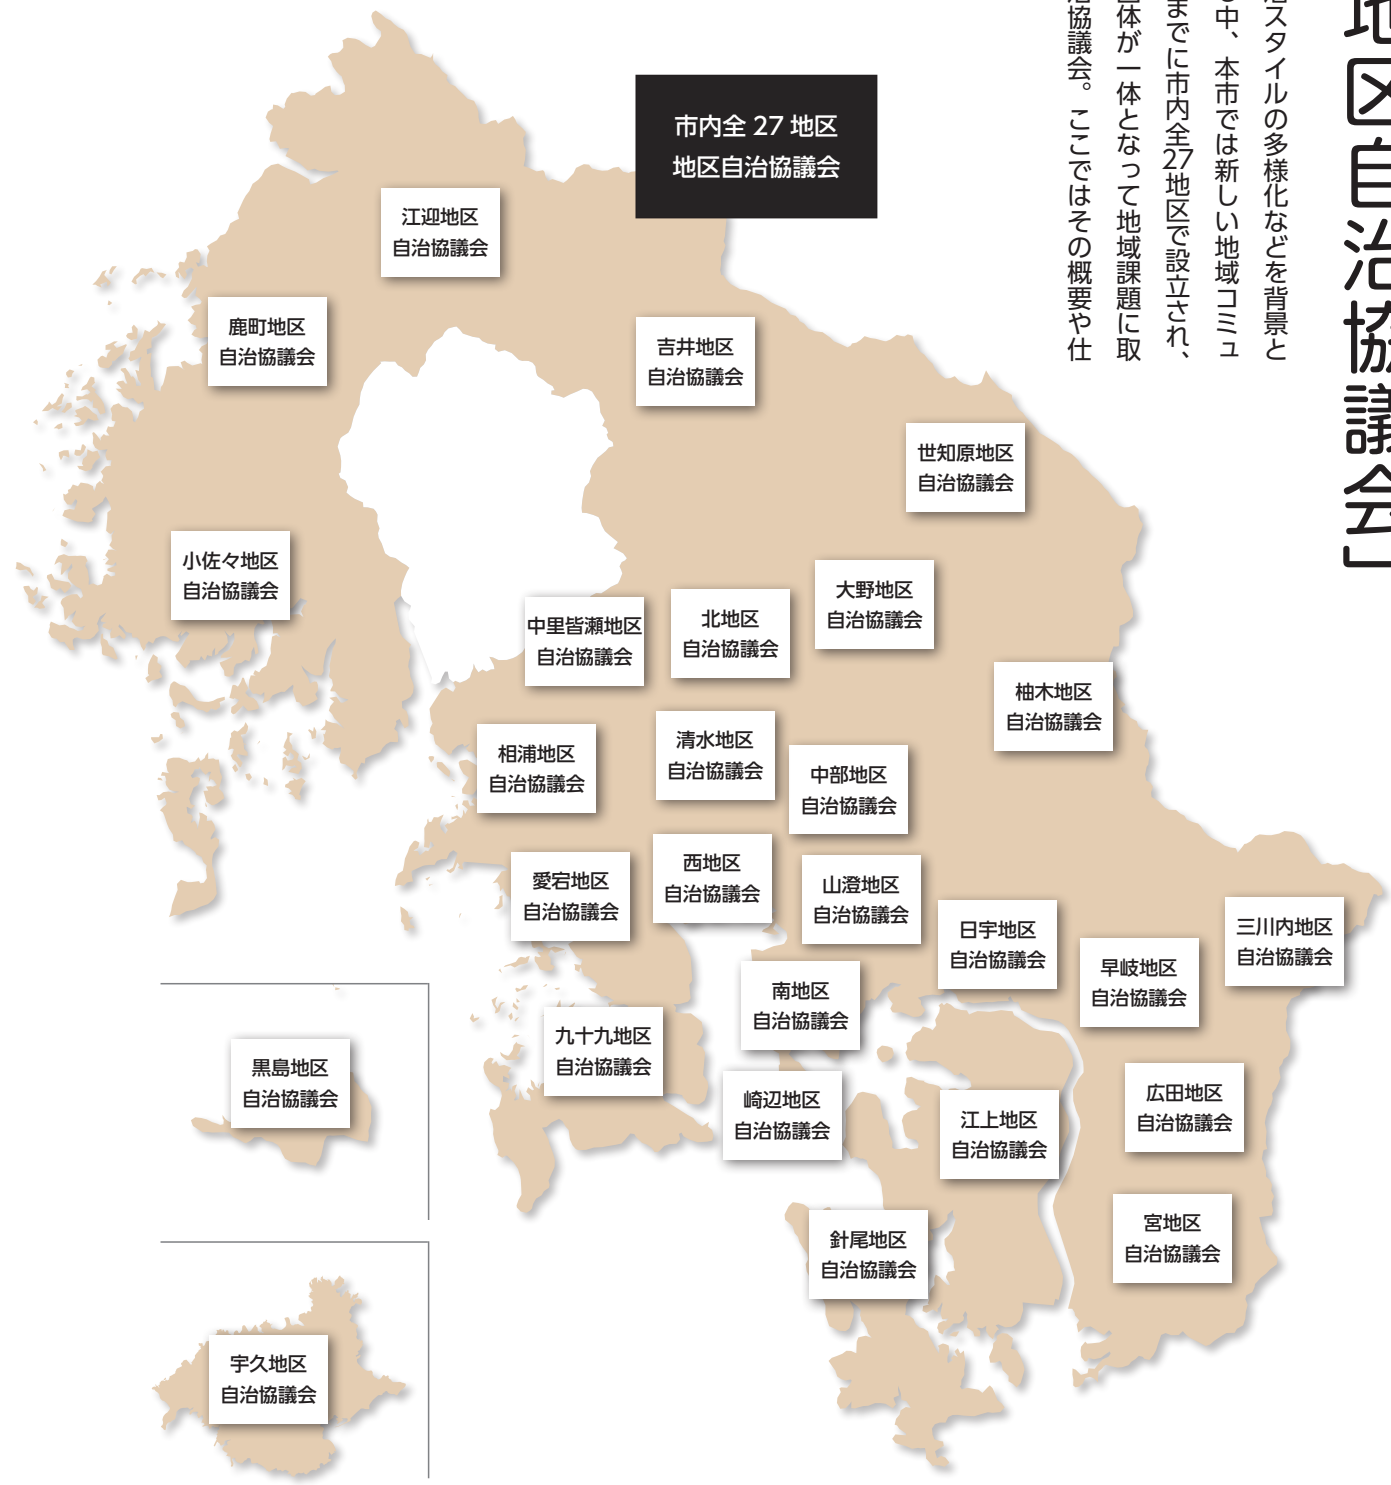 地区自治協議会」
治スタイルの多様化などを背景と
る中、本市では新しい地域コミュ
までに市内全27地区で設立され、
団体が一体となって地域課題に取
治協議会。ここではその概要や仕
市内全 27 地区
地区自治協議会
江迎地区
自治協議会
鹿町地区
自治協議会
吉井地区
自治協議会
世知原地区
自治協議会
小佐々地区
自治協議会
中里皆瀬地区
自治協議会
北地区
自治協議会
大野地区
自治協議会
柚木地区
自治協議会
相浦地区
自治協議会
清水地区
自治協議会
中部地区
自治協議会
愛宕地区
自治協議会
西地区
自治協議会
山澄地区
自治協議会
日宇地区
自治協議会
早岐地区
自治協議会
三川内地区
自治協議会
南地区
自治協議会
九十九地区
自治協議会
崎辺地区
自治協議会
江上地区
自治協議会
広田地区
自治協議会
宮地区
自治協議会
針尾地区
自治協議会
黒島地区
自治協議会
宇久地区
自治協議会